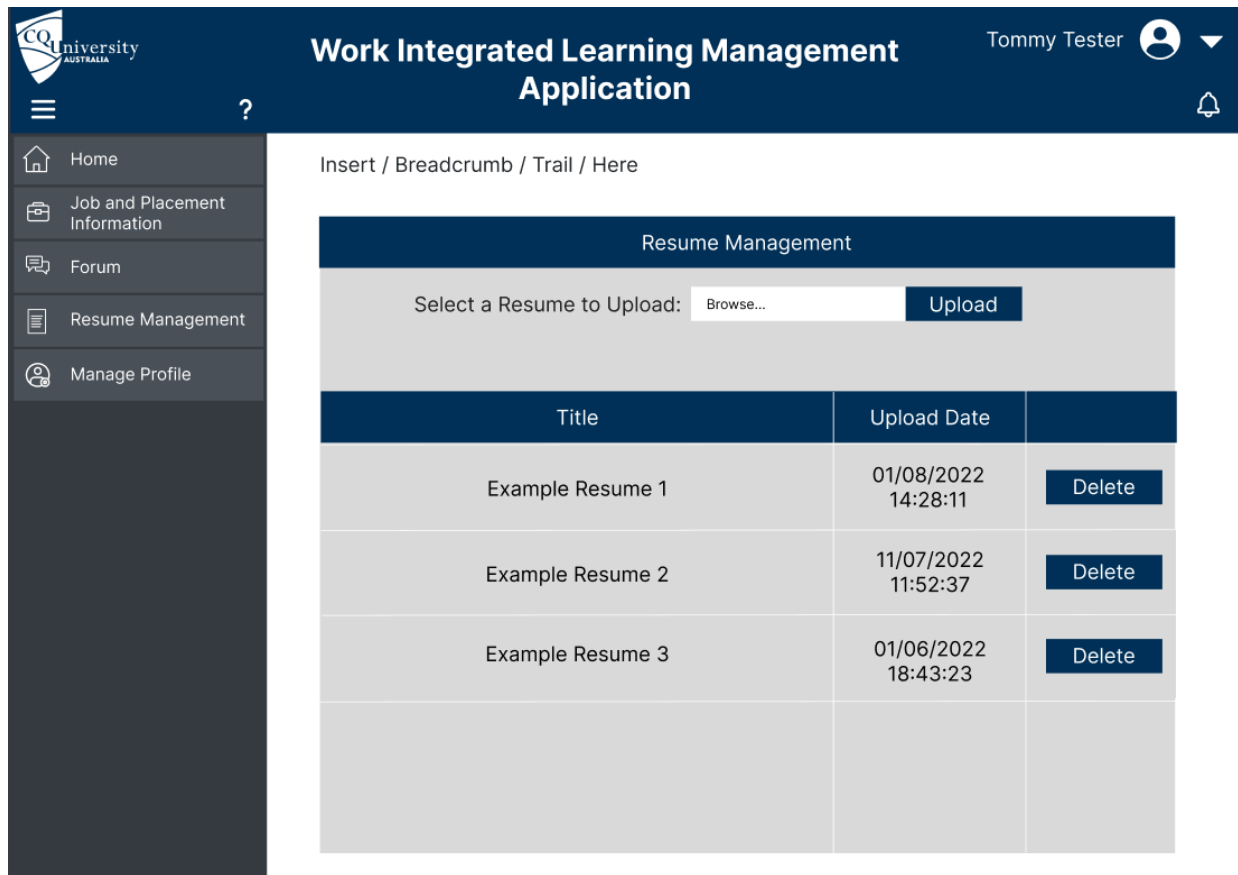 CQUniversity
AUSTRALIA
Work Integrated Learning Management
Application
Tommy Tester
?
Home
Job and Placement
Information
Forum
Resume Management
Manage Profile
Insert / Breadcrumb / Trail / Here
Resume Management
Select a Resume to Upload: Browse... Upload
Title Upload Date
Example Resume 1 01/08/2022
14:28:11 Delete
Example Resume 2 11/07/2022
11:52:37 Delete
Example Resume 3 01/06/2022
18:43:23 Delete